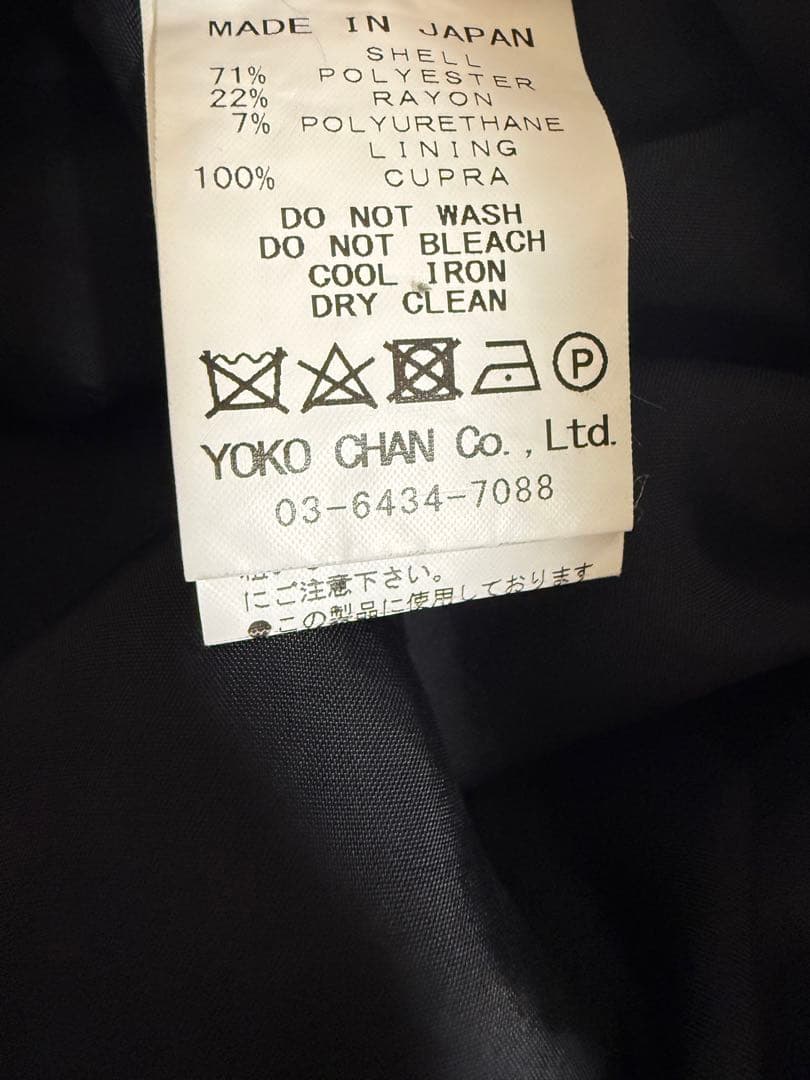 MADE IN JAPAN
SHELL
71% POLYESTER
22% RAYON
7% POLYURETHANE
LINING
100% CUPRA
DO NOT WASH
DO NOT BLEACH
COOL IRON
DRY CLEAN
P
YOKO CHAN Co., Ltd.
03-6434-7088
にご注意下さい。
●この製品に使用しております